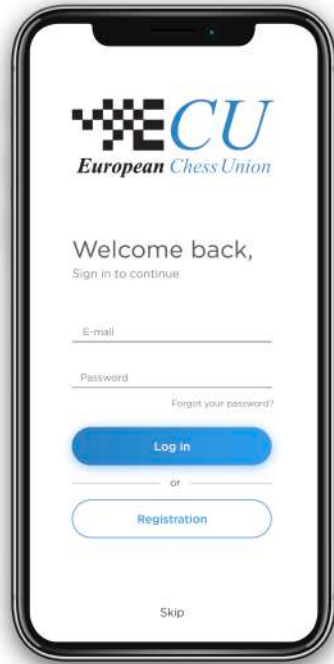 ECU
European Chess Union
Welcome back,
Sign in to continue
E-mail
Password
Forgot your password?
Log in
or
Registration
Skip